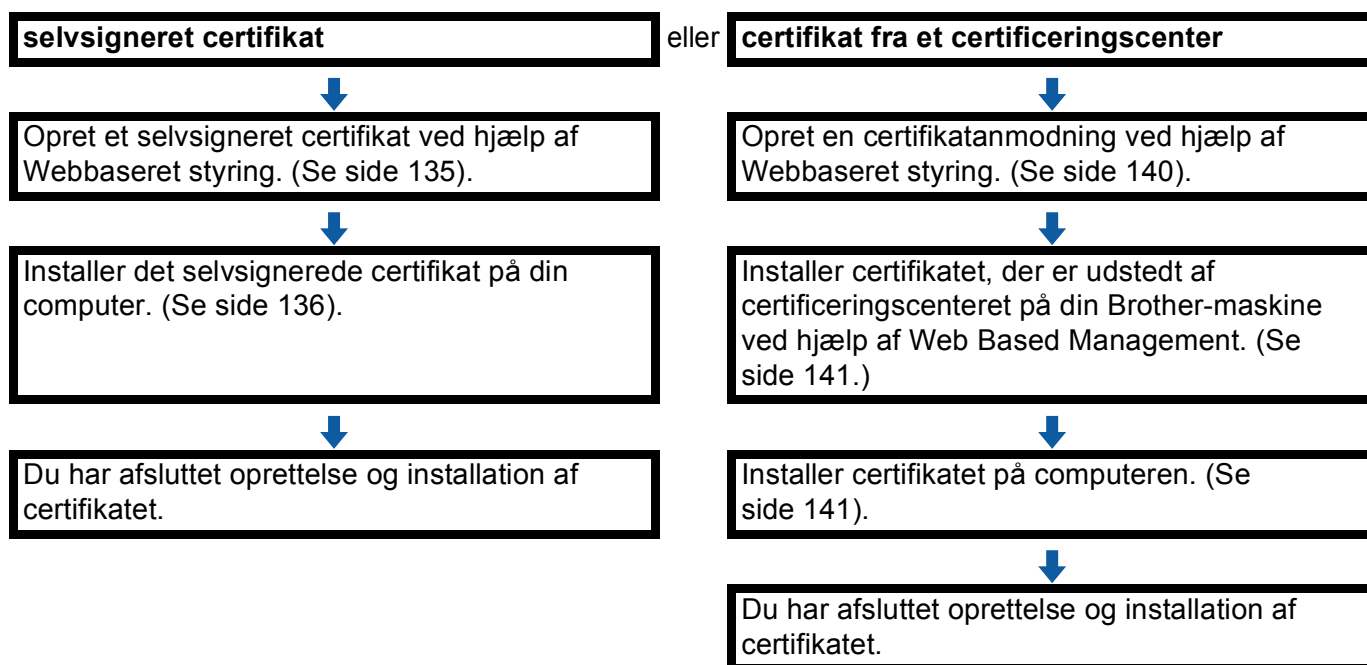 selvsigneret certifikat
eller
certifikat fra et certificeringscenter
Opret et selvsigneret certifikat ved hjælp af
Webbaseret styring. (Se side 135).
Opret en certifikatanmodning ved hjælp af
Webbaseret styring. (Se side 140).
Installer det selvsignerede certifikat på din
computer. (Se side 136).
Installer certifikatet, der er udstedt af
certificeringscenteret på din Brother-maskine
ved hjælp af Web Based Management. (Se
side 141.)
Du har afsluttet oprettelse og installation af
certifikatet.
Installer certifikatet på computeren. (Se
side 141).
Du har afsluttet oprettelse og installation af
certifikatet.